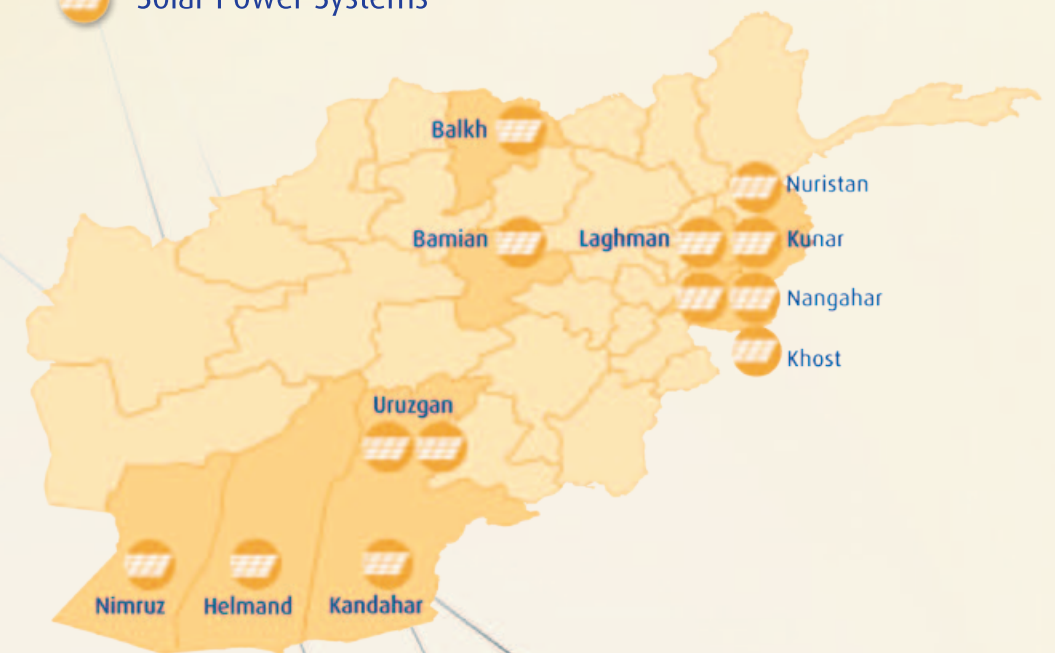 Solar Power Systems
Balkh
Nuristan
Bamian
Laghman
Kunar
Nangahar
Khost
Uruzgan
Nimruz
Helmand
Kandahar